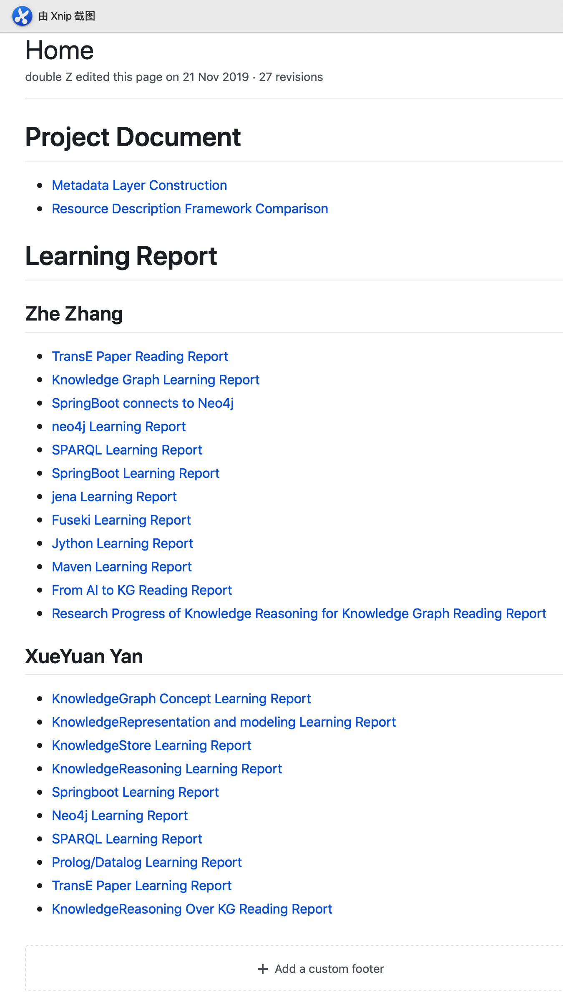 由 Xnip 截图
Home
double Z edited this page on 21 Nov 2019 · 27 revisions
Project Document
Metadata Layer Construction
Resource Description Framework Comparison
Learning Report
Zhe Zhang
TransE Paper Reading Report
Knowledge Graph Learning Report
SpringBoot connects to Neo4j
neo4j Learning Report
SPARQL Learning Report
SpringBoot Learning Report
jena Learning Report
Fuseki Learning Report
Jython Learning Report
Maven Learning Report
From AI to KG Reading Report
Research Progress of Knowledge Reasoning for Knowledge Graph Reading Report
XueYuan Yan
KnowledgeGraph Concept Learning Report
KnowledgeRepresentation and modeling Learning Report
KnowledgeStore Learning Report
KnowledgeReasoning Learning Report
Springboot Learning Report
Neo4j Learning Report
SPARQL Learning Report
Prolog/Datalog Learning Report
TransE Paper Learning Report
KnowledgeReasoning Over KG Reading Report
+ Add a custom footer